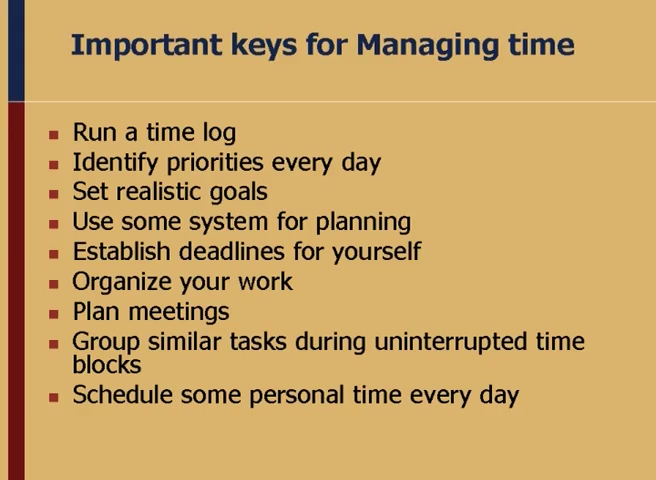 Important keys for Managing time
Run a time log
Identify priorities every day
Set realistic goals
Use some system for planning
Establish deadlines for yourself
Organize your work
Plan meetings
Group similar tasks during uninterrupted time
blocks
Schedule some personal time every day